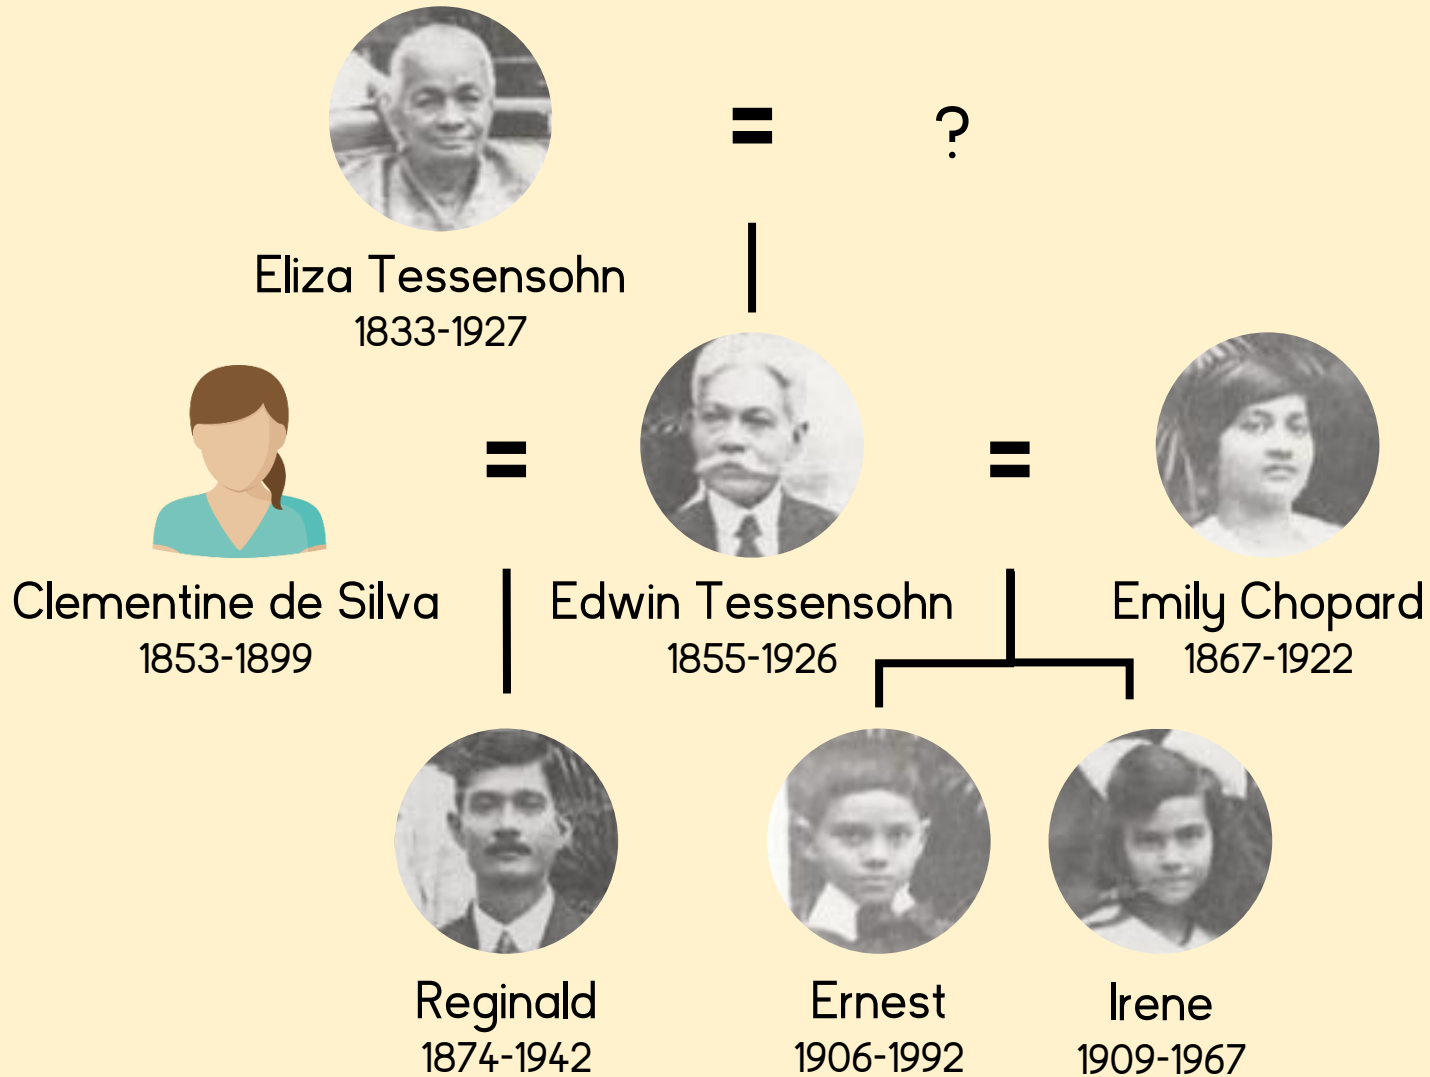 ?
Eliza Tessensohn
1833-1927
Clementine de Silva
1853-1899
Edwin Tessensohn
1855-1926
Emily Chopard
1867-1922
Reginald
1874-1942
Ernest
1906-1992
Irene
1909-1967